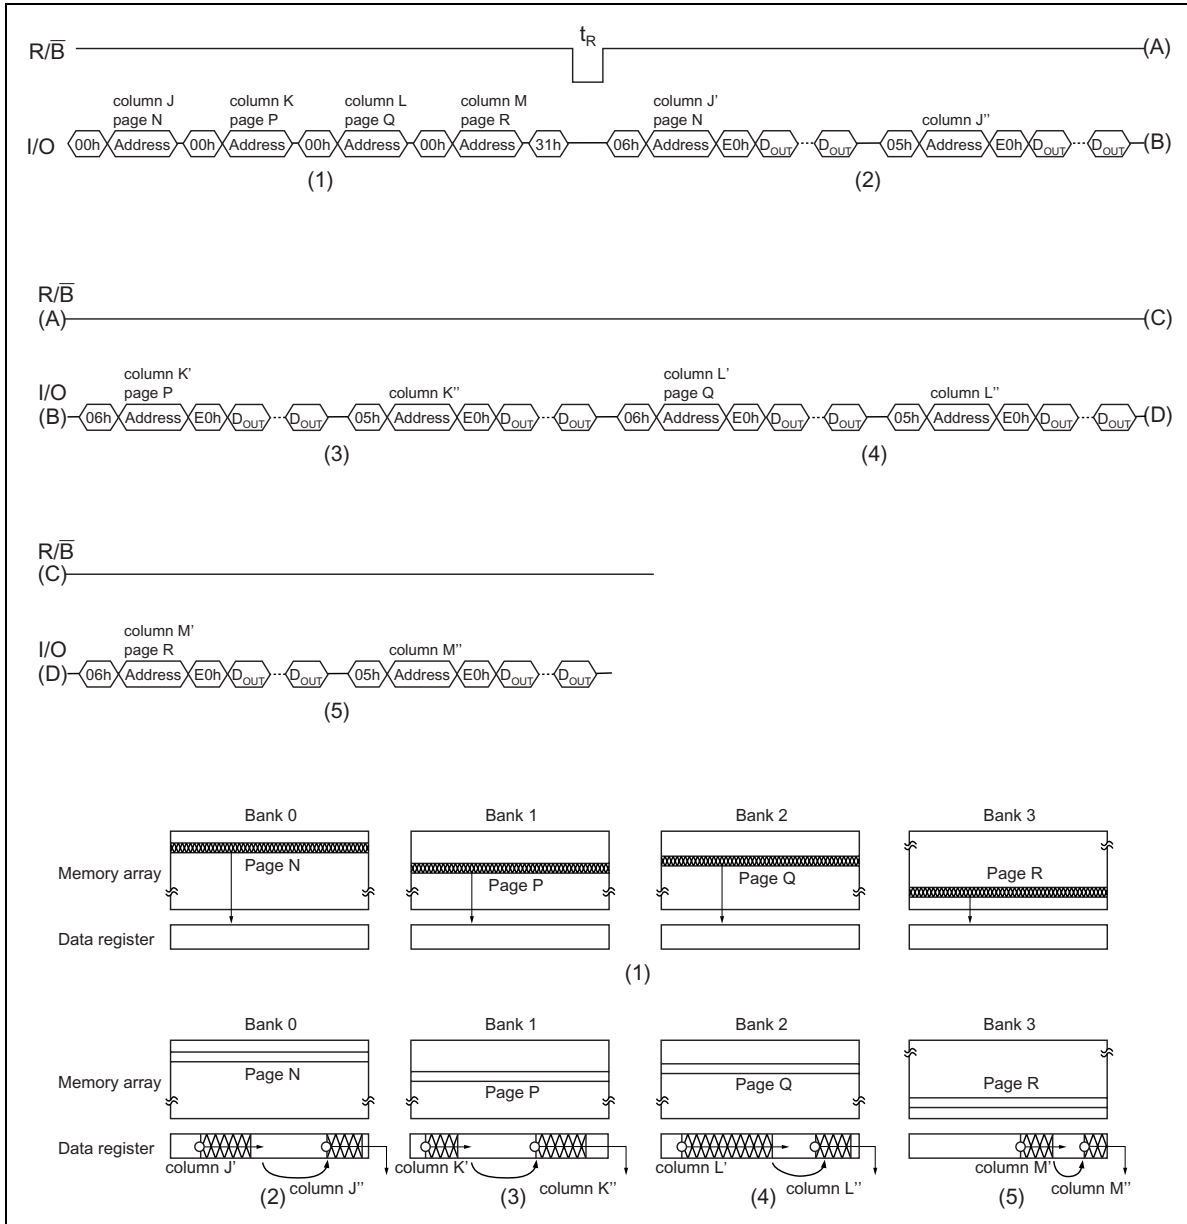 t_R
R/B̅ (A)
column J column K column L column M column J’
page N page P page Q page R page N column J’’
I/O 00h Address 00h Address 00h Address 00h Address 31h 06h Address E0h D_OUT D_OUT 05h Address E0h D_OUT D_OUT (B)
(1) (2)
R/B̅
(A) (C)
column K’ column L’
I/O page P column K’’ page Q column L’’
(B) 06h Address E0h D_OUT D_OUT 05h Address E0h D_OUT D_OUT 06h Address E0h D_OUT D_OUT 05h Address E0h D_OUT D_OUT (D)
(3) (4)
R/B̅
(C)
column M’
I/O page R column M’’
(D) 06h Address E0h D_OUT D_OUT 05h Address E0h D_OUT D_OUT
(5)
Bank 0 Bank 1 Bank 2 Bank 3
Memory array Page N Page P Page Q Page R
Data register
(1)
Bank 0 Bank 1 Bank 2 Bank 3
Memory array Page N Page P Page Q Page R
Data register
column J’ column K’ column L’ column M’
(2) column J’’ (3) column K’’ (4) column L’’ (5) column M’’